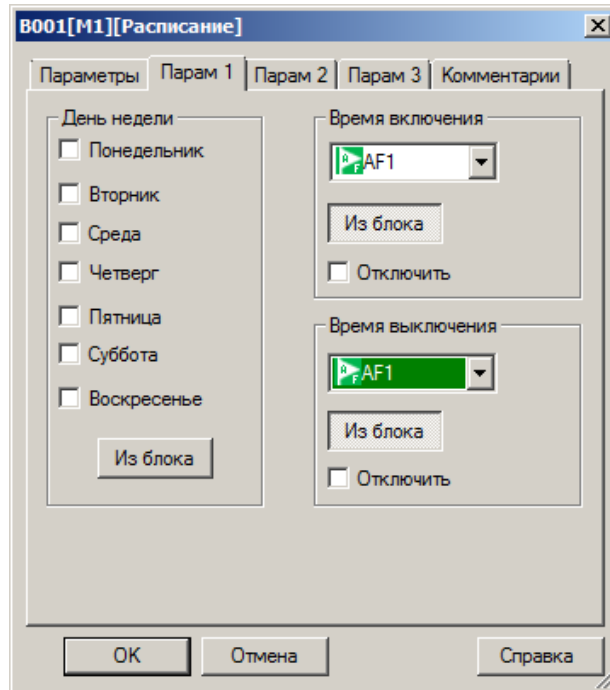 B001[M1][Расписание]
Параметры Парам 1 Парам 2 Парам 3 Комментарии
День недели
Понедельник
Вторник
Среда
Четверг
Пятница
Суббота
Воскресенье
Из блока
Время включения
AF1
Из блока
Отключить
Время выключения
AF1
Из блока
Отключить
OK Отмена Справка